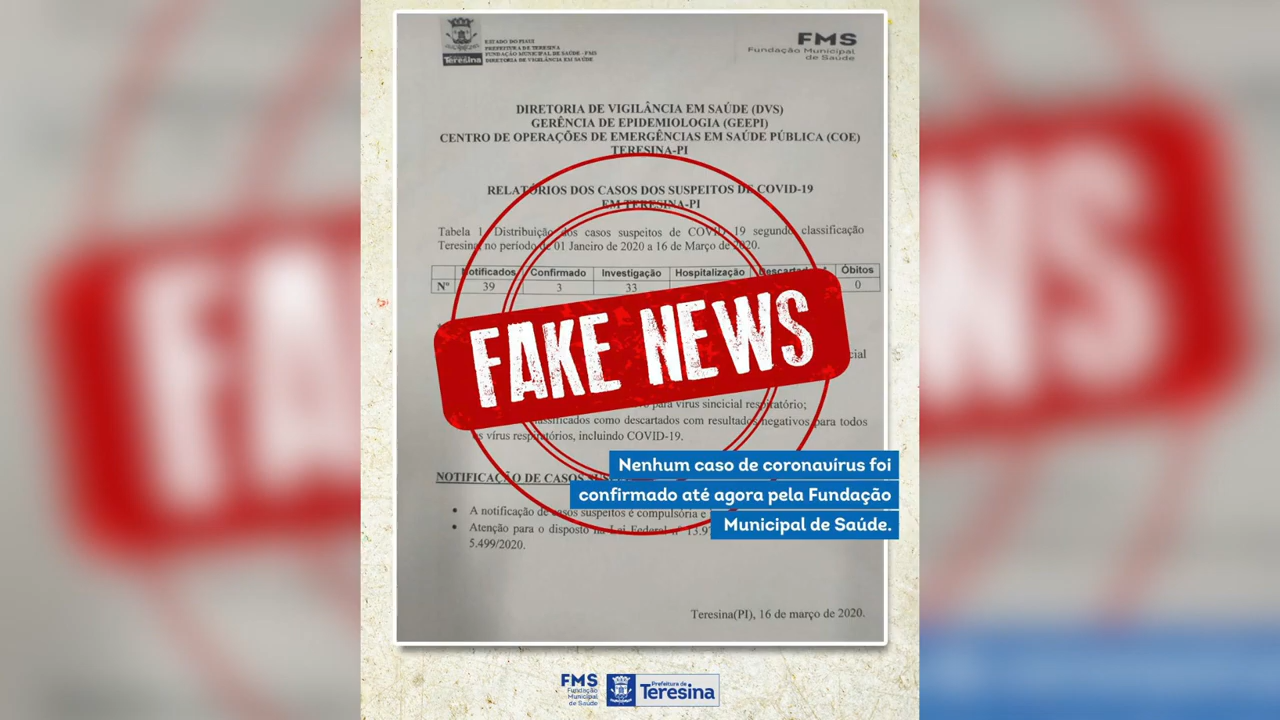 ESTADO DO PIAUÍ
PREFEITURA DE TERESINA
FUNDAÇÃO MUNICIPAL DE SAÚDE - FMS
DIRETORIA DE VIGILÂNCIA EM SAÚDE
Teresina
FMS
Fundação Municipal
de Saúde
DIRETORIA DE VIGILÂNCIA EM SAÚDE (DVS)
GERÊNCIA DE EPIDEMIOLOGIA (GEEPI)
CENTRO DE OPERAÇÕES DE EMERGÊNCIAS EM SAÚDE PÚBLICA (COE)
TERESINA-PI
RELATÓRIOS DOS CASOS DOS SUSPEITOS DE COVID-19
EM TERESINA-PI
Tabela 1. Distribuição dos casos suspeitos de COVID 19 segundo classificação
Teresina, no período de 01 Janeiro de 2020 a 16 de Março de 2020.
Notificados Confirmado Investigação Hospitalização Óbitos
Nº 39 3 33 0
FAKE NEWS
para vírus sincicial respiratório;
como descartados com resultados negativos para todos
os vírus respiratórios, incluindo COVID-19.
NOTIFICAÇÃO DE CASOS
A notificação de casos suspeitos é compulsória e
Atenção para o disposto na Lei Federal nº
5.499/2020.
Nenhum caso de coronavírus foi
confirmado até agora pela Fundação
Municipal de Saúde.
Teresina(PI), 16 de março de 2020.
FMS
Fundação
Municipal
de Saúde
Prefeitura de
Teresina